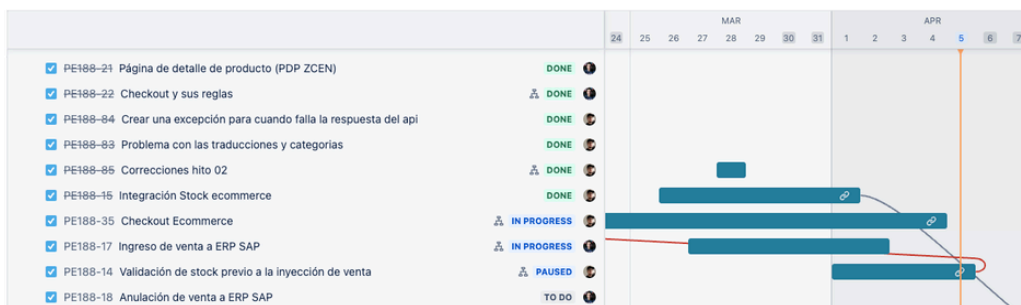 MAR APR
24 25 26 27 28 29 30 31 1 2 3 4 5 6 7
PE188-21 Página de detalle de producto (PDP ZCEN) DONE
PE188-22 Checkout y sus reglas DONE
PE188-84 Crear una excepción para cuando falla la respuesta del api DONE
PE188-83 Problema con las traducciones y categorias DONE
PE188-85 Correcciones hito 02 DONE
PE188-15 Integración Stock ecommerce DONE
PE188-35 Checkout Ecommerce IN PROGRESS
PE188-17 Ingreso de venta a ERP SAP IN PROGRESS
PE188-14 Validación de stock previo a la inyección de venta PAUSED
PE188-18 Anulación de venta a ERP SAP TO DO